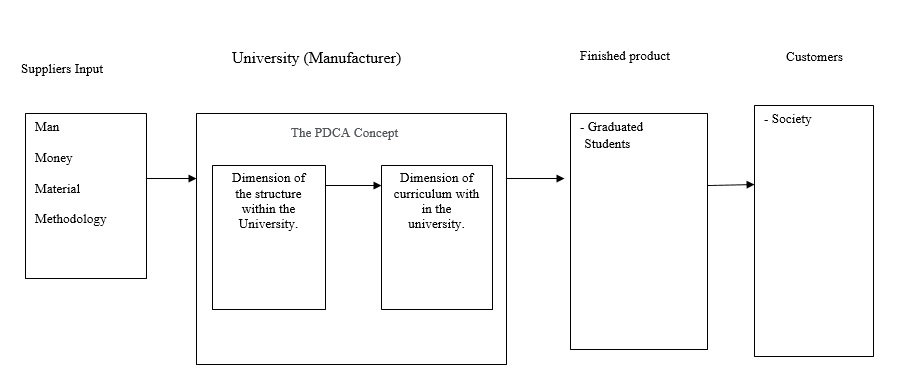 Suppliers Input
University (Manufacturer)
Finished product
Customers
Man
Money
Material
Methodology
The PDCA Concept
Dimension of
the structure
within the
University.
Dimension of
curriculum with
in the
university.
- Graduated
Students
- Society